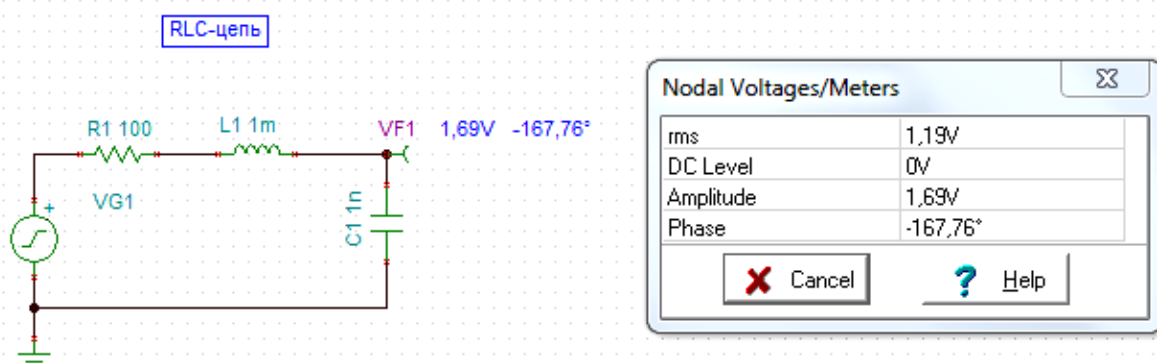 RLC-цепь
R1 100
L1 1m
VF1 1,69V -167,76°
VG1
+
C1 1n
Nodal Voltages/Meters
rms 1,19V
DC Level 0V
Amplitude 1,69V
Phase -167,76°
Cancel
? Help